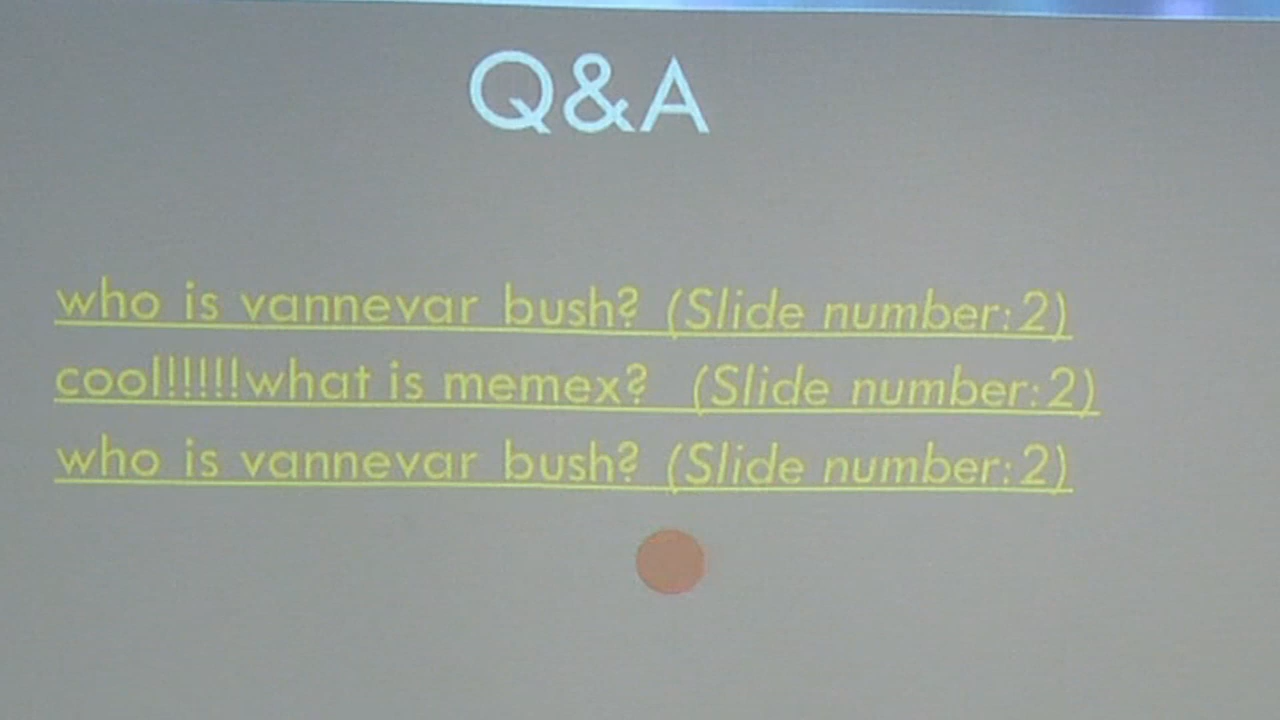 Q&A
who is vannevar bush? (Slide number:2)
cool!!!!!!what is memex? (Slide number:2)
who is vannevar bush? (Slide number:2)